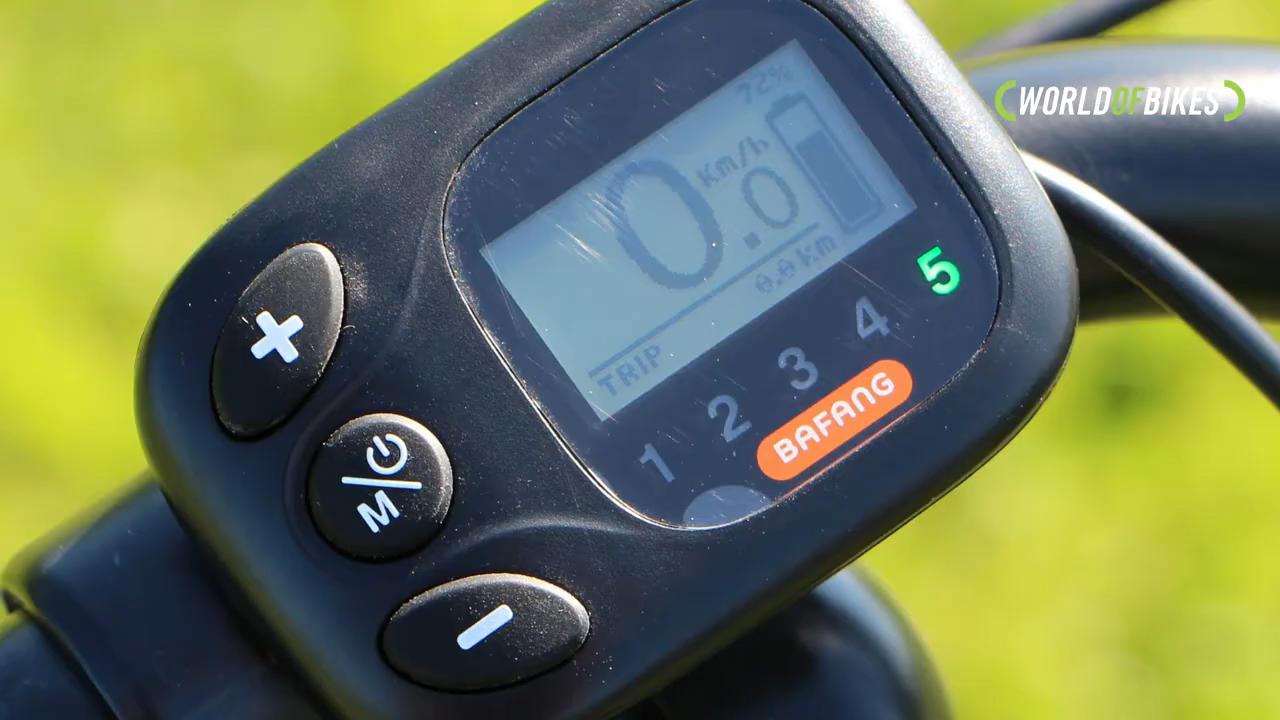 WORLDOFBIKES
72%
Km/h
0.0
TRIP 0.0 km
1 2 3 4 5
BAFANG
+
M/
-